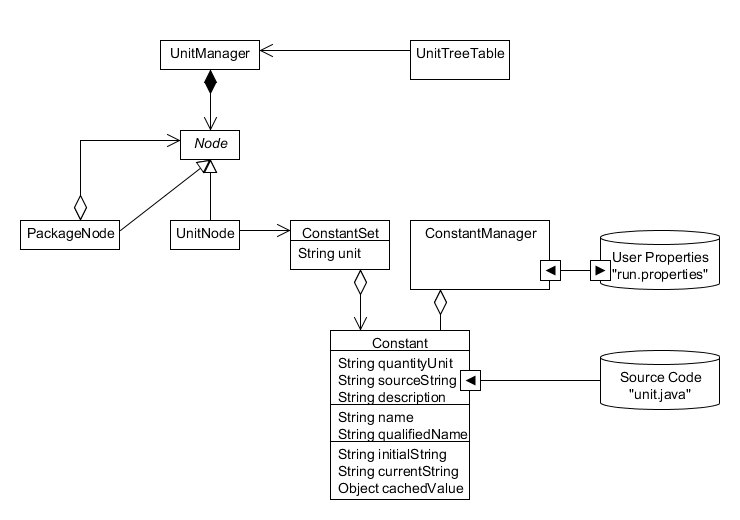 UnitManager
UnitTreeTable
Node
PackageNode
UnitNode
ConstantSet
String unit
ConstantManager
User Properties
"run.properties"
Constant
String quantityUnit
String sourceString
String description
String name
String qualifiedName
String initialString
String currentString
Object cachedValue
Source Code
"unit.java"